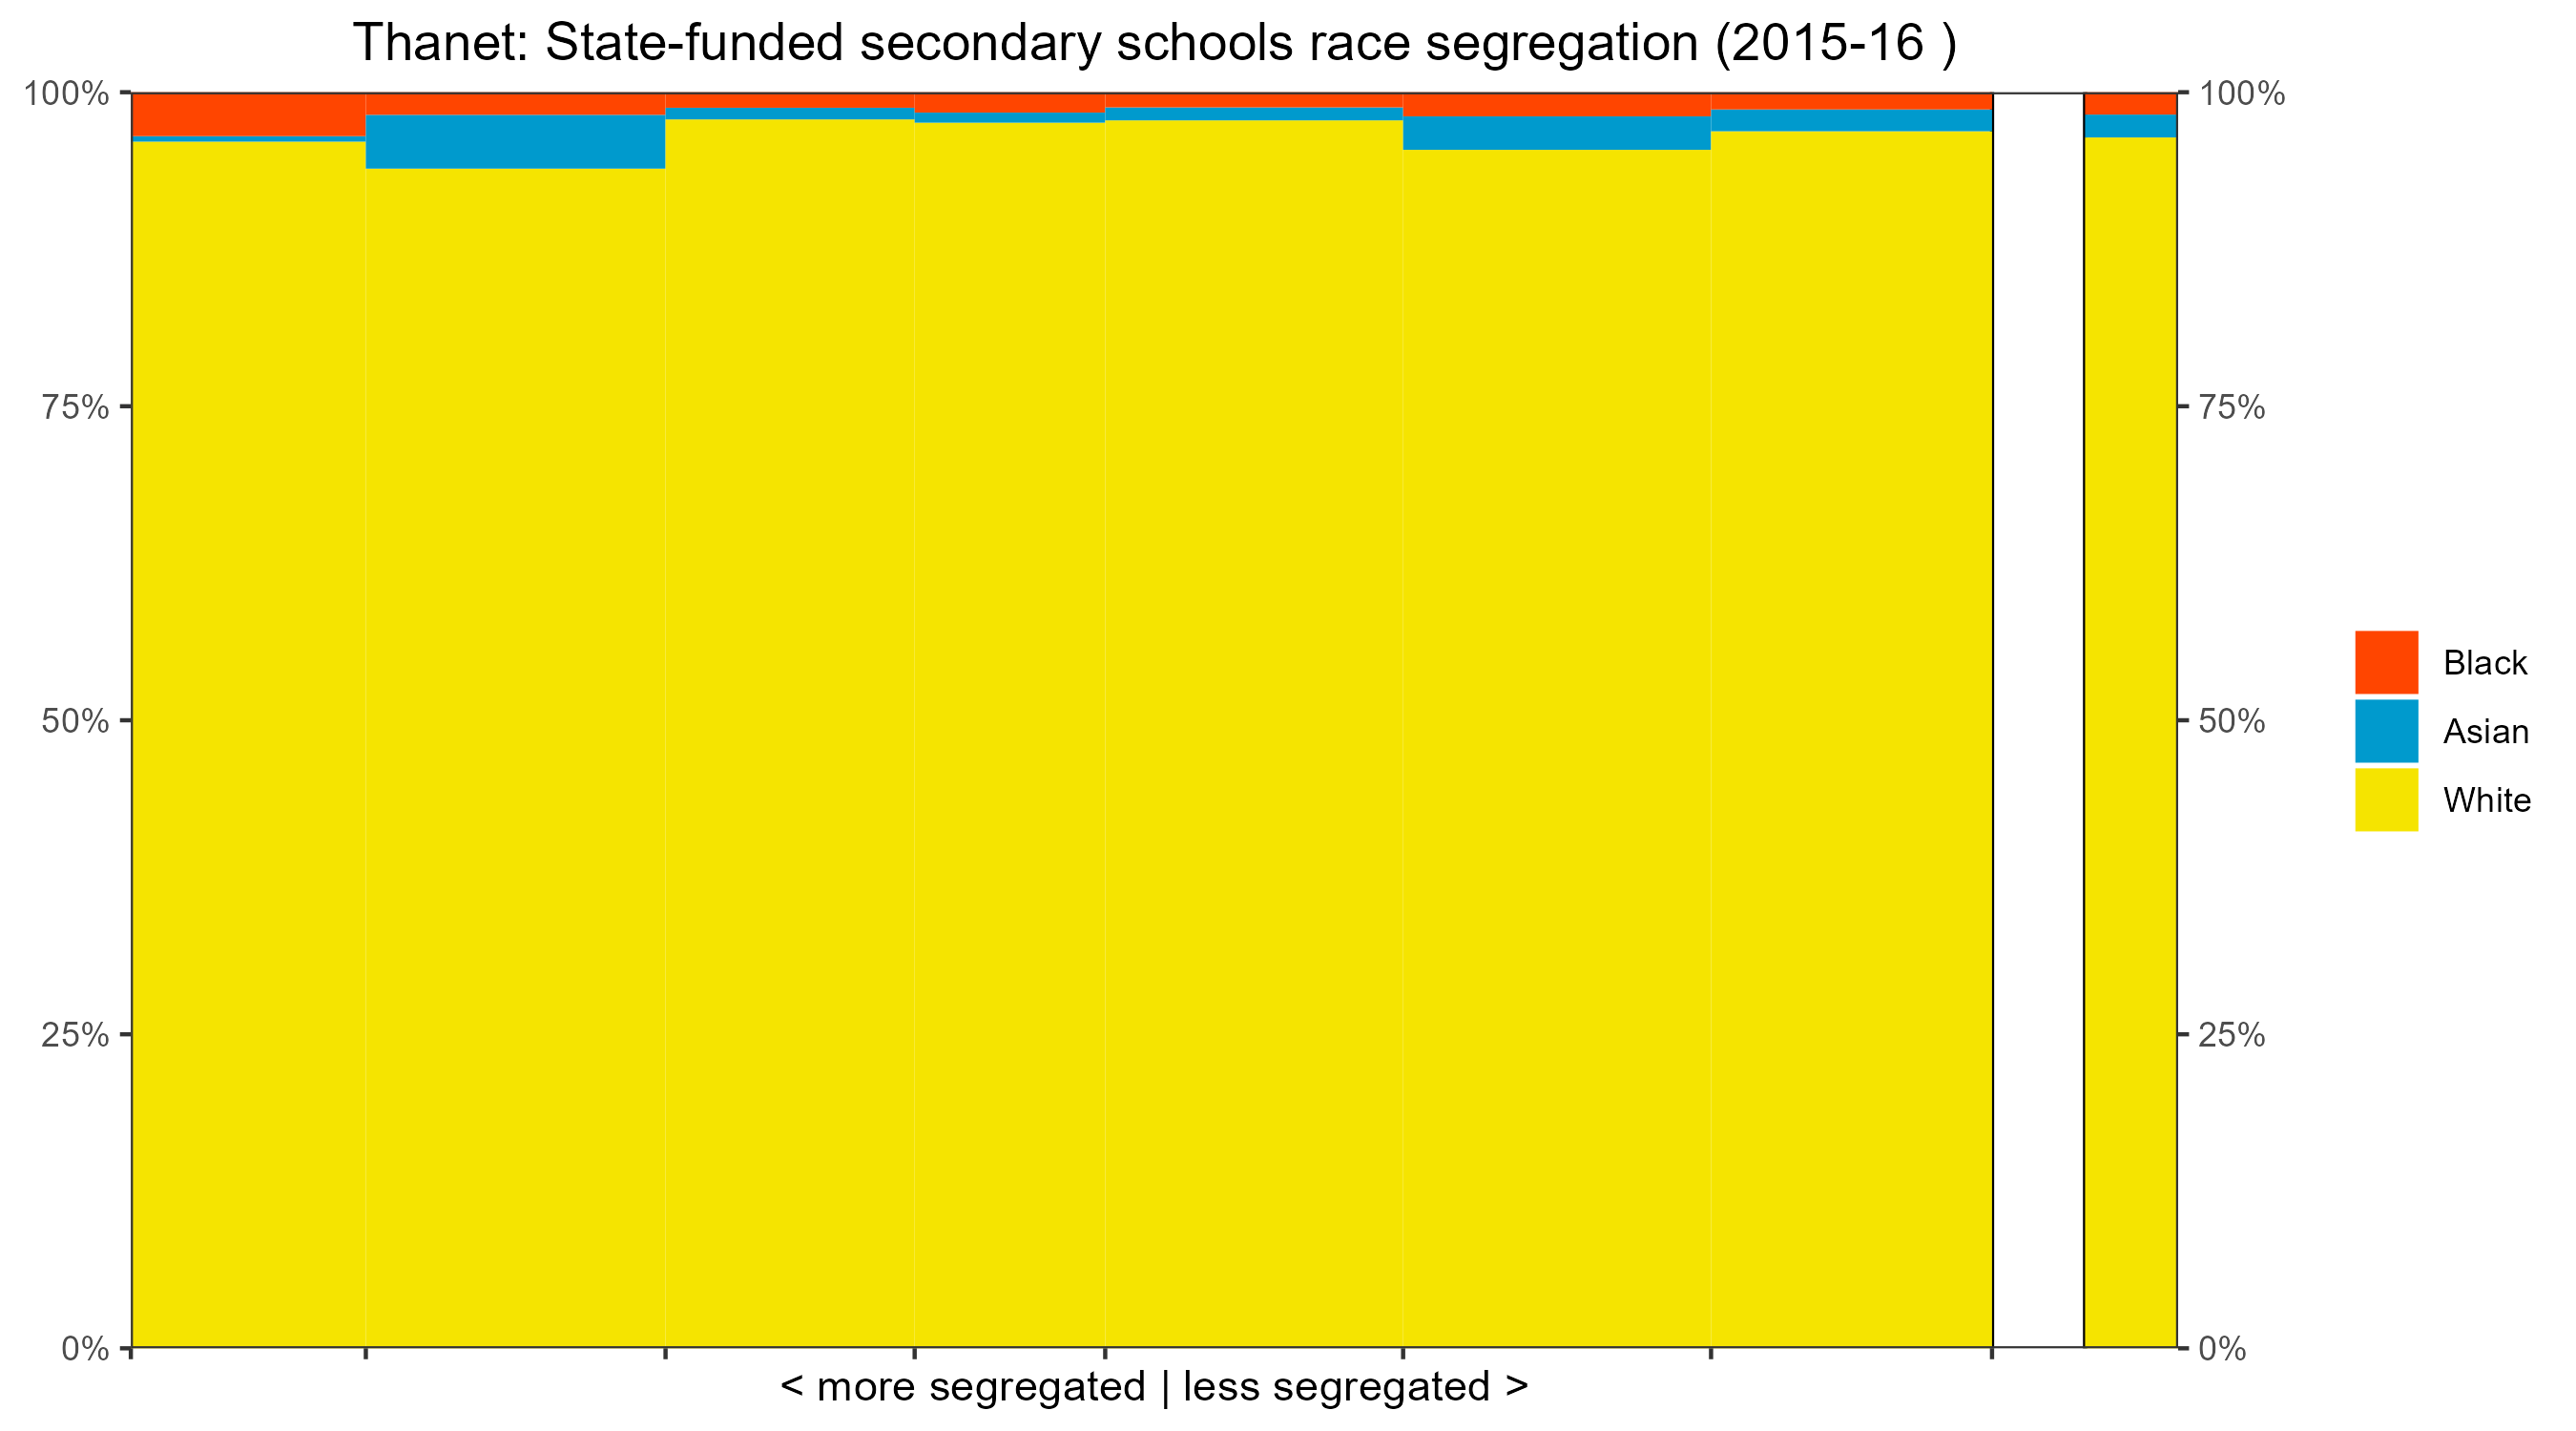 Thanet: State-funded secondary schools race segregation (2015-16 )
100%
75%
50%
25%
0%
100%
75%
50%
25%
0%
Black
Asian
White
< more segregated | less segregated >